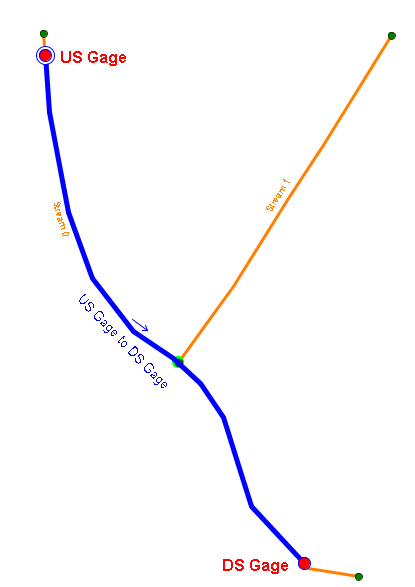 US Gage
Stream 1
Stream 0
US Gage to DS Gage
DS Gage